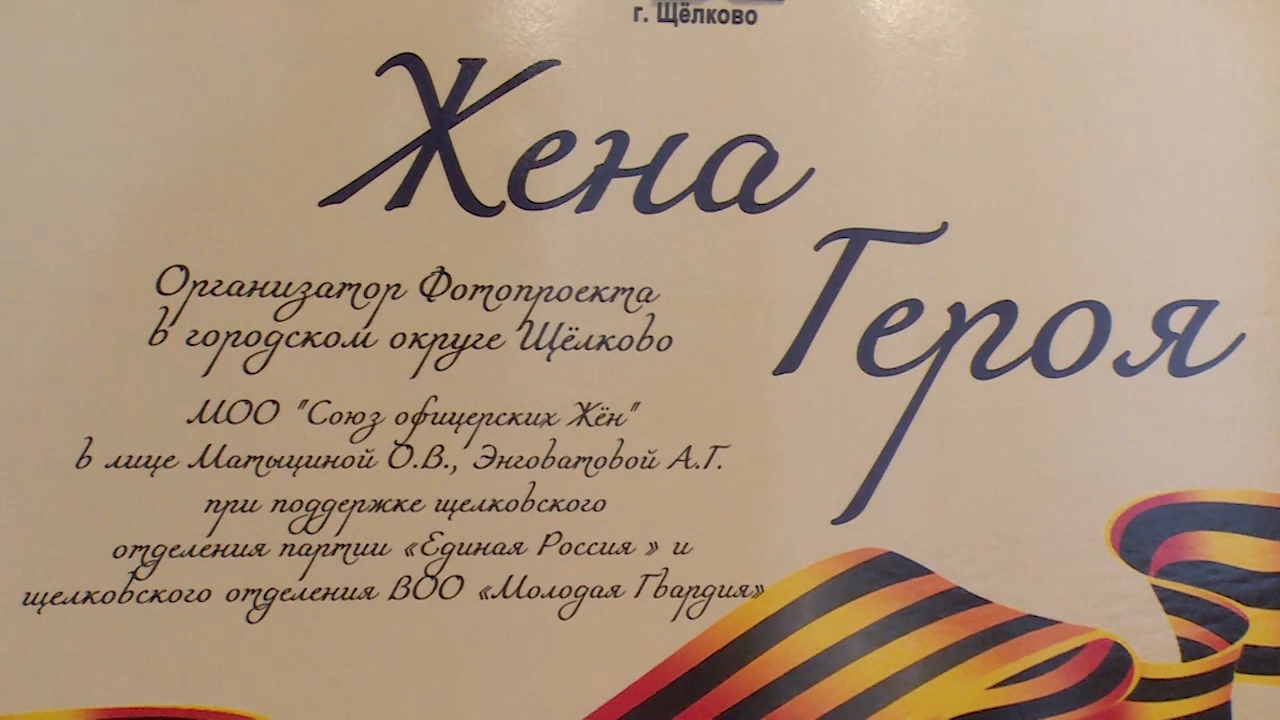 г. Щёлково
Жена
Героя
Организатор Фотопроекта
в городском округе Щёлково
МОО "Союз офицерских Жён"
в лице Матыциной О.В., Энговатовой А.Г.
при поддержке щелковского
отделения партии «Единая Россия » и
щелковского отделения ВОО «Молодая Гвардия»